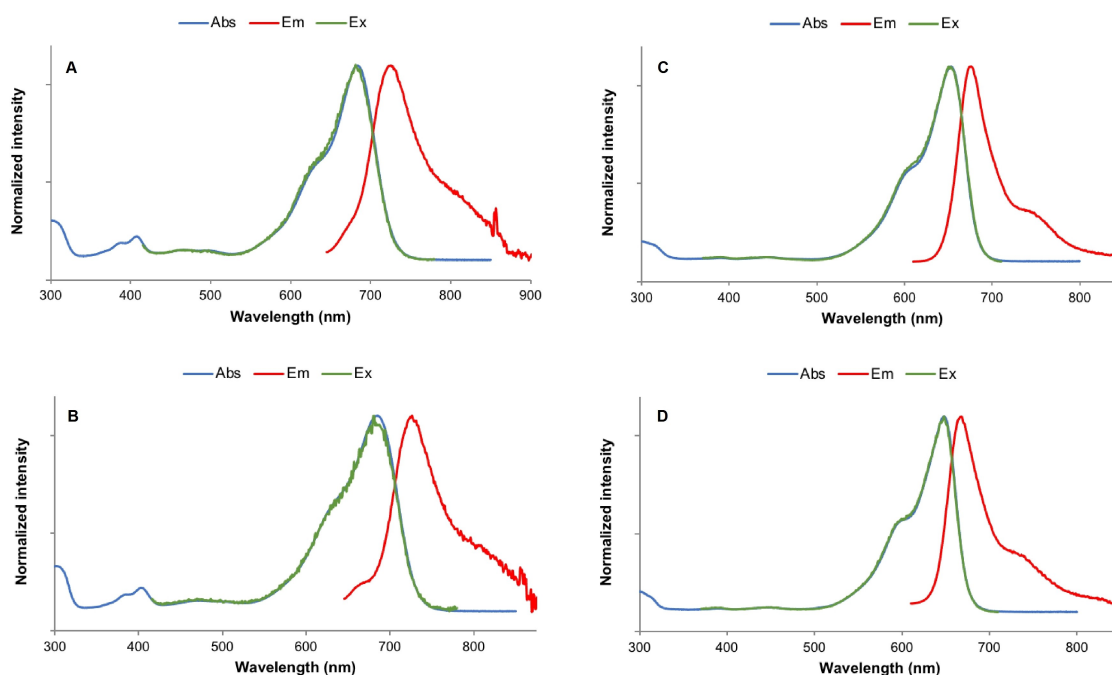 Abs Em Ex
A
Normalized intensity
300 400 500 600 700 800 900
Wavelength (nm)
Abs Em Ex
C
Normalized intensity
300 400 500 600 700 800
Wavelength (nm)
Abs Em Ex
B
Normalized intensity
300 400 500 600 700 800
Wavelength (nm)
Abs Em Ex
D
Normalized intensity
300 400 500 600 700 800
Wavelength (nm)